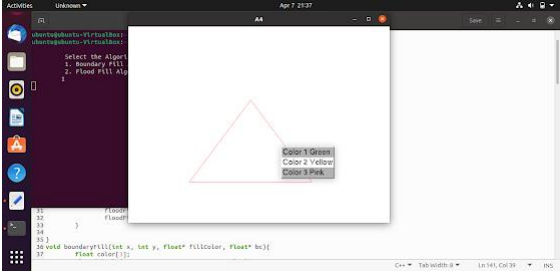 Activities
Unknown
Apr 7 21:37
A4
Save
ubuntu@ubuntu-VirtualBox:
ubuntu@ubuntu-VirtualBox:
Select the Algori
1. Boundary Fill
2. Flood Fill Alg
1
Color 1 Green
Color 2 Yellow
Color 3 Pink
31 floodF
32 floodF
33 }
34
35 }
36 void boundaryFill(int x, int y, float* fillColor, float* bc){
37 float color[3];
C++ Tab Width: 8 Ln 141, Col 39 INS